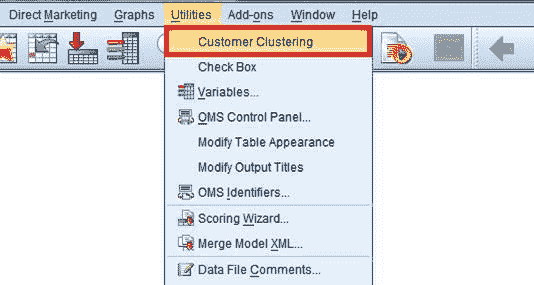 Direct Marketing Graphs Utilities Add-ons Window Help
Customer Clustering
Check Box
Variables...
OMS Control Panel...
Modify Table Appearance
Modify Output Titles
OMS Identifiers...
Scoring Wizard...
Merge Model XML...
Data File Comments...